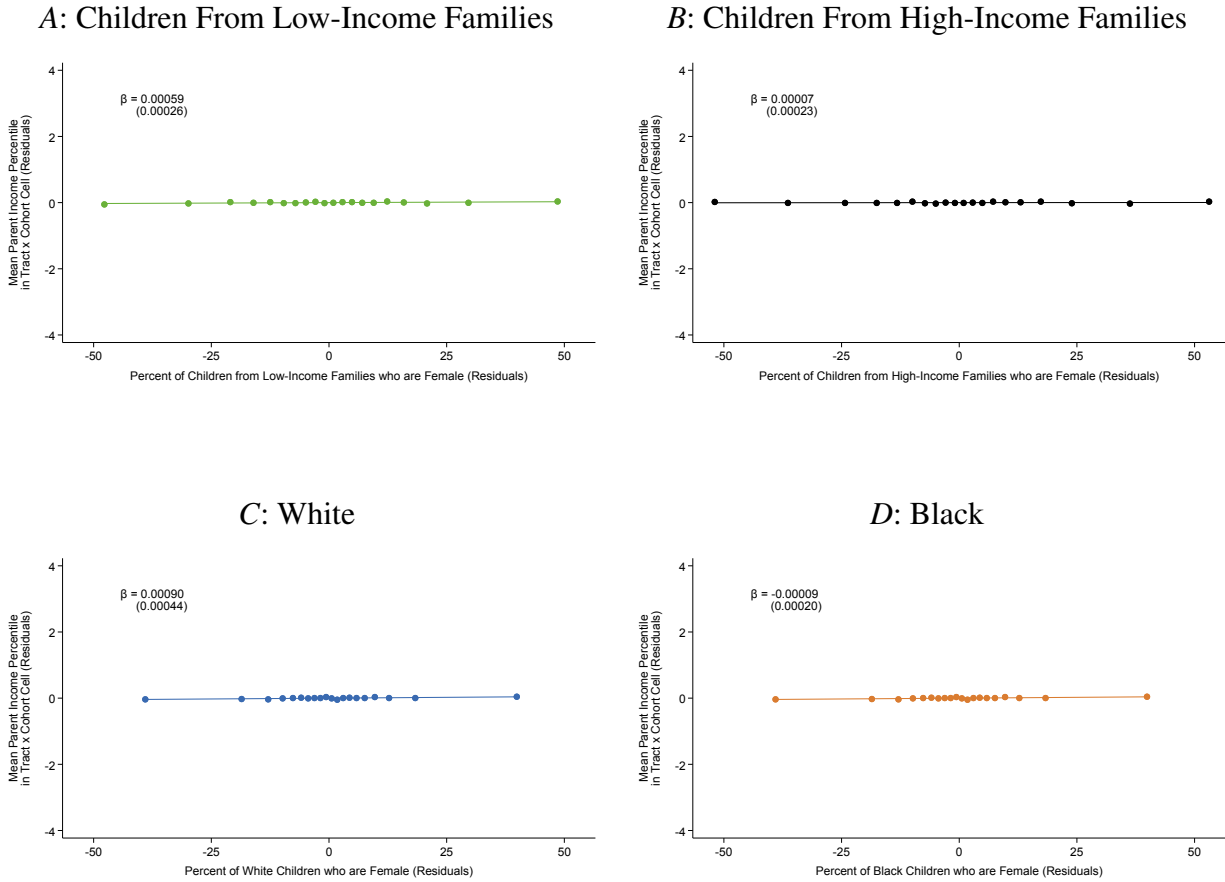 A: Children From Low-Income Families
4
2
0
-2
-4
β = 0.00059
(0.00026)
Mean Parent Income Percentile
in Tract x Cohort Cell (Residuals)
-50
-25
0
25
50
Percent of Children from Low-Income Families who are Female (Residuals)
B: Children From High-Income Families
4
2
0
-2
-4
β = 0.00007
(0.00023)
Mean Parent Income Percentile
in Tract x Cohort Cell (Residuals)
-50
-25
0
25
50
Percent of Children from High-Income Families who are Female (Residuals)
C: White
4
2
0
-2
-4
β = 0.00090
(0.00044)
Mean Parent Income Percentile
in Tract x Cohort Cell (Residuals)
-50
-25
0
25
50
Percent of White Children who are Female (Residuals)
D: Black
4
2
0
-2
-4
β = -0.00009
(0.00020)
Mean Parent Income Percentile
in Tract x Cohort Cell (Residuals)
-50
-25
0
25
50
Percent of Black Children who are Female (Residuals)